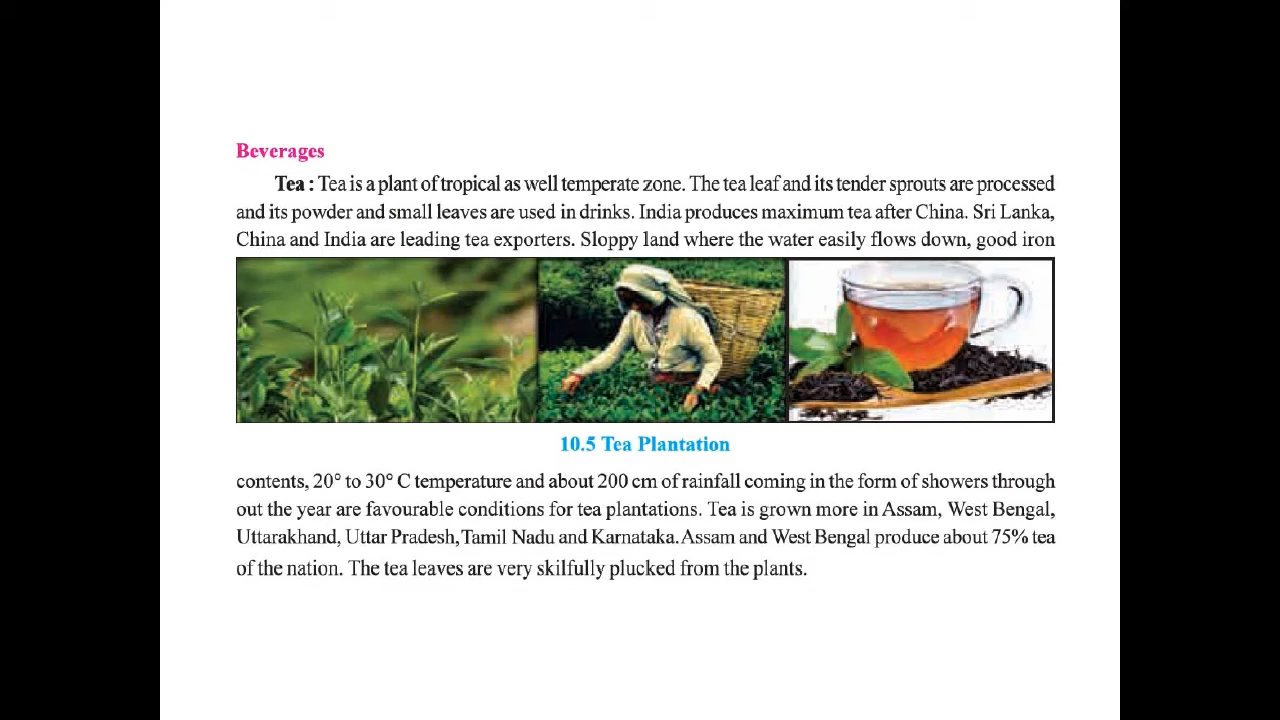 Beverages
Tea : Tea is a plant of tropical as well temperate zone. The tea leaf and its tender sprouts are processed
and its powder and small leaves are used in drinks. India produces maximum tea after China. Sri Lanka,
China and India are leading tea exporters. Sloppy land where the water easily flows down, good iron
10.5 Tea Plantation
contents, 20° to 30° C temperature and about 200 cm of rainfall coming in the form of showers through
out the year are favourable conditions for tea plantations. Tea is grown more in Assam, West Bengal,
Uttarakhand, Uttar Pradesh, Tamil Nadu and Karnataka. Assam and West Bengal produce about 75% tea
of the nation. The tea leaves are very skilfully plucked from the plants.